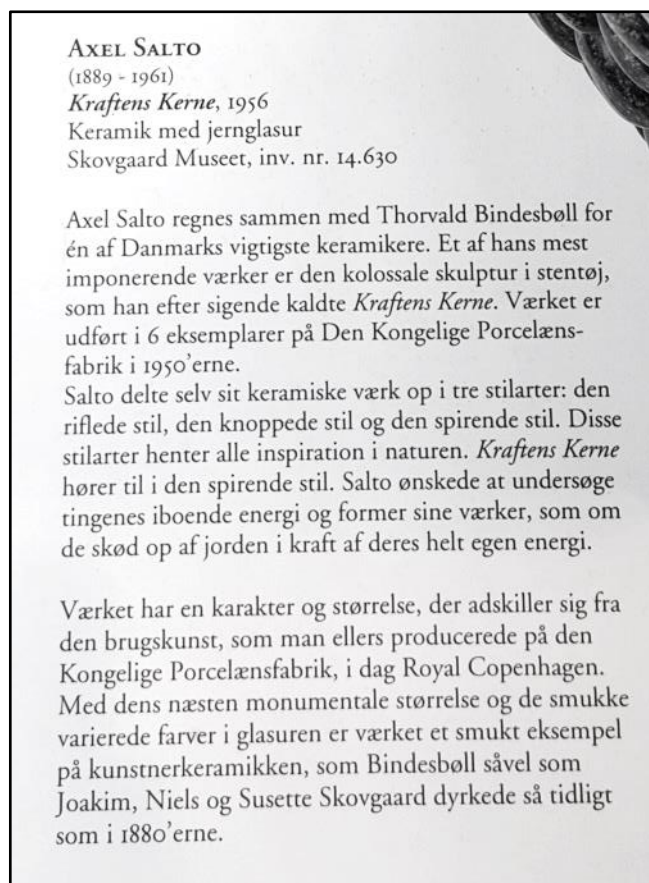 AXEL SALTO
(1889 - 1961)
Kraftens Kerne, 1956
Keramik med jernglasur
Skovgaard Museet, inv. nr. 14.630
Axel Salto regnes sammen med Thorvald Bindesbøll for
én af Danmarks vigtigste keramikere. Et af hans mest
imponerende værker er den kolossale skulptur i stentøj,
som han efter sigende kaldte Kraftens Kerne. Værket er
udført i 6 eksemplarer på Den Kongelige Porcelæns-
fabrik i 1950'erne.
Salto delte selv sit keramiske værk op i tre stilarter: den
riflede stil, den knoppede stil og den spirende stil. Disse
stilarter henter alle inspiration i naturen. Kraftens Kerne
hører til i den spirende stil. Salto ønskede at undersøge
tingenes iboende energi og former sine værker, som om
de skød op af jorden i kraft af deres helt egen energi.
Værket har en karakter og størrelse, der adskiller sig fra
den brugskunst, som man ellers producerede på den
Kongelige Porcelænsfabrik, i dag Royal Copenhagen.
Med dens næsten monumentale størrelse og de smukke
varierede farver i glasuren er værket et smukt eksempel
på kunstnerkeramikken, som Bindesbøll såvel som
Joakim, Niels og Susette Skovgaard dyrkede så tidligt
som i 1880'erne.